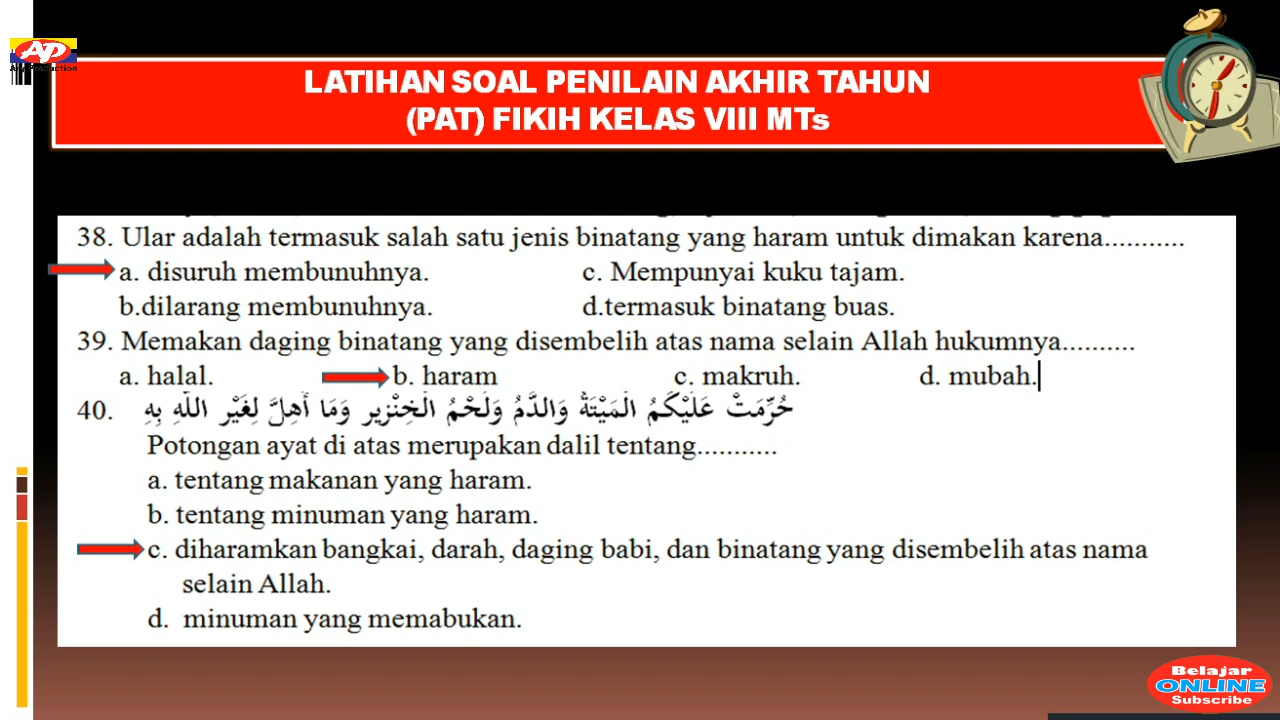 AP
Any Production
LATIHAN SOAL PENILAIN AKHIR TAHUN
(PAT) FIKIH KELAS VIII MTs
38. Ular adalah termasuk salah satu jenis binatang yang haram untuk dimakan karena...........
a. disuruh membunuhnya. c. Mempunyai kuku tajam.
b.dilarang membunuhnya. d.termasuk binatang buas.
39. Memakan daging binatang yang disembelih atas nama selain Allah hukumnya..........
a. halal. b. haram c. makruh. d. mubah.
40. حُرِّمَتْ عَلَيْكُمُ الْمَيْتَةُ وَالدَّمُ وَلَحْمُ الْخِنْزِيرِ وَمَا أُهِلَّ لِغَيْرِ اللَّهِ بِهِ
Potongan ayat di atas merupakan dalil tentang...........
a. tentang makanan yang haram.
b. tentang minuman yang haram.
c. diharamkan bangkai, darah, daging babi, dan binatang yang disembelih atas nama
selain Allah.
d. minuman yang memabukan.
Belajar
ONLINE
Subscribe